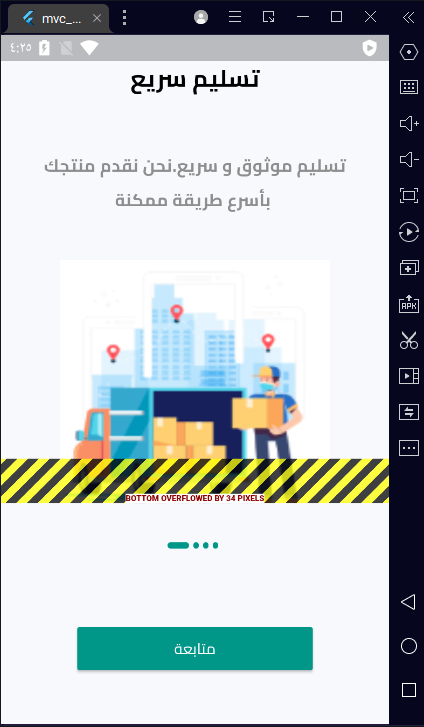 mvc_...
٤:٢٥
تسليم سريع
تسليم موثوق و سريع.نحن نقدم منتجك
بأسرع طريقة ممكنة
BOTTOM OVERFLOWED BY 34 PIXELS
متابعة
APK